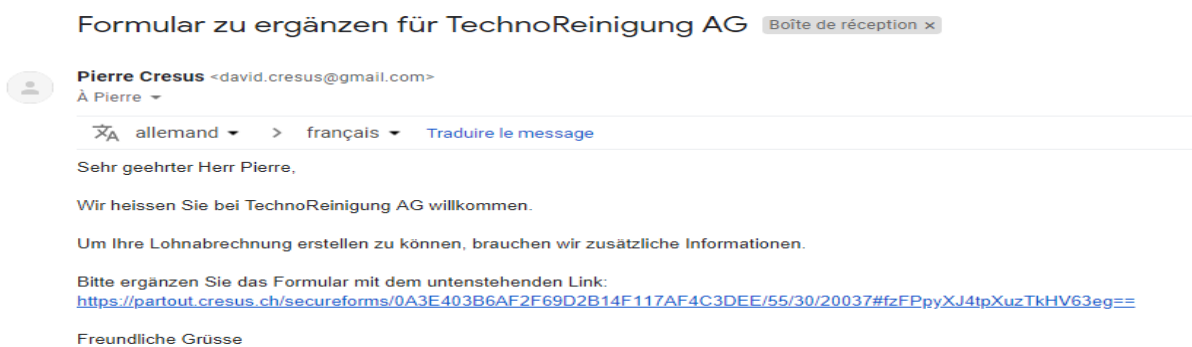 Formular zu ergänzen für TechnoReinigung AG Boîte de réception ×
Pierre Cresus <david.cresus@gmail.com>
À Pierre
allemand > français Traduire le message
Sehr geehrter Herr Pierre,
Wir heissen Sie bei TechnoReinigung AG willkommen.
Um Ihre Lohnabrechnung erstellen zu können, brauchen wir zusätzliche Informationen.
Bitte ergänzen Sie das Formular mit dem untenstehenden Link:
https://partout.cresus.ch/secureforms/0A3E403B6AF2F69D2B14F117AF4C3DEE/55/30/20037#fzFPpyXJ4tpXuzTkHV63eg==
Freundliche Grüsse